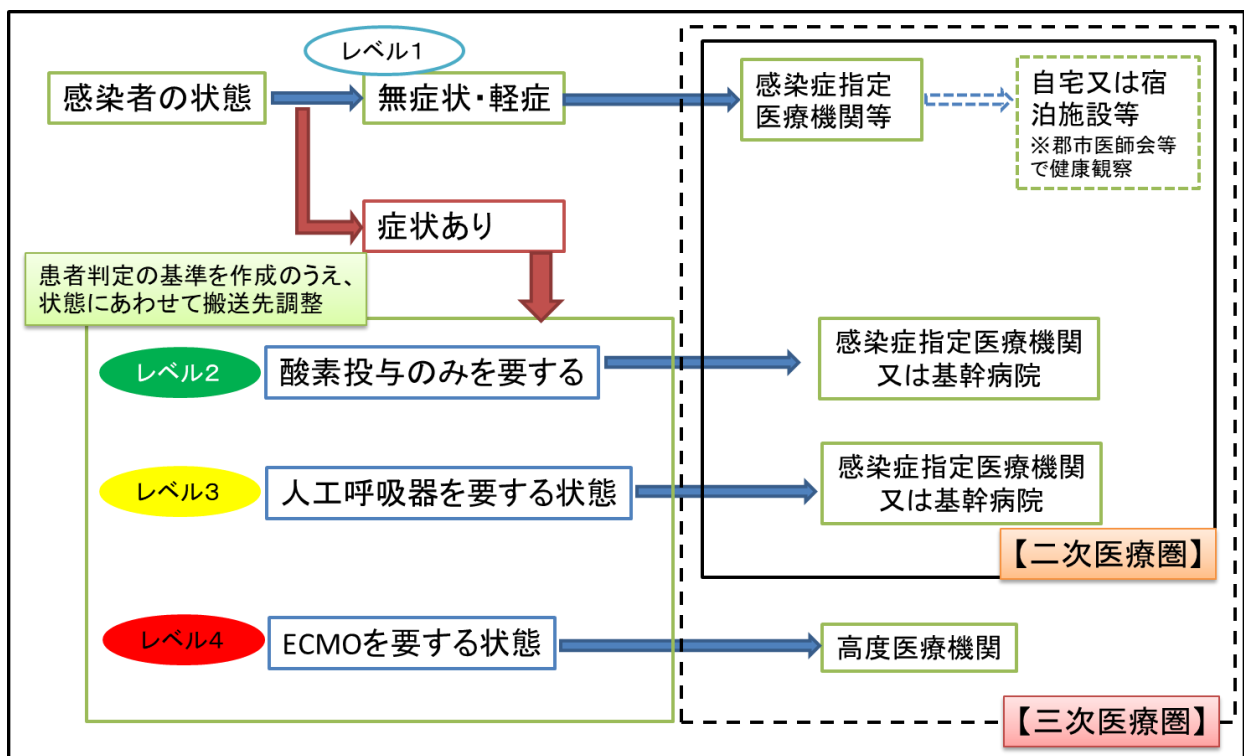 レベル1
感染者の状態
無症状・軽症
感染症指定
医療機関等
自宅又は宿
泊施設等
※郡市医師会等
で健康観察
症状あり
患者判定の基準を作成のうえ、
状態にあわせて搬送先調整
レベル2
酸素投与のみを要する
感染症指定医療機関
又は基幹病院
レベル3
人工呼吸器を要する状態
感染症指定医療機関
又は基幹病院
【二次医療圏】
レベル4
ECMOを要する状態
高度医療機関
【三次医療圏】